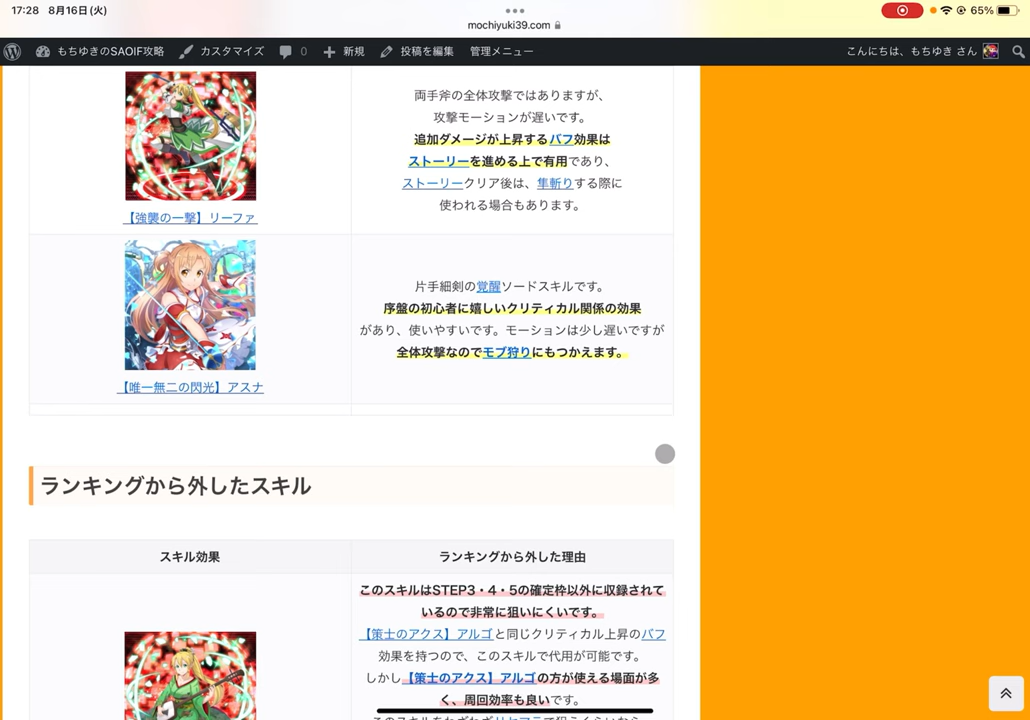 17:28 8月16日(火)
mochiyuki39.com
65%
もちゆきのSAOIF攻略 カスタマイズ 0 新規 投稿を編集 管理メニュー こんにちは、もちゆき さん
両手斧の全体攻撃ではありますが、
攻撃モーションが遅いです。
追加ダメージが上昇するバフ効果は
ストーリーを進める上で有用であり、
ストーリークリア後は、隼斬りする際に
使われる場合もあります。
【強襲の一撃】リーファ
片手細剣の覚醒ソードスキルです。
序盤の初心者に嬉しいクリティカル関係の効果
があり、使いやすいです。モーションは少し遅いですが
全体攻撃なのでモブ狩りにもつかえます。
【唯一無二の閃光】アスナ
ランキングから外したスキル
スキル効果 ランキングから外した理由
このスキルはSTEP3・4・5の確定枠以外に収録されて
いるので非常に狙いにくいです。
【策士のアクス】アルゴと同じクリティカル上昇のバフ
効果を持つので、このスキルで代用が可能です。
しかし【策士のアクス】アルゴの方が使える場面が多
く、周回効率も良いです。